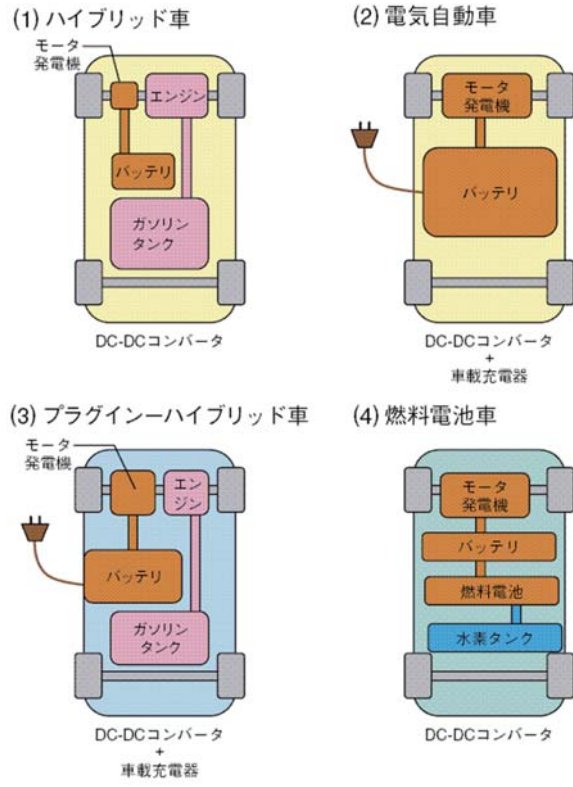 (1) ハイブリッド車
モータ
発電機
エンジン
バッテリ
ガソリン
タンク
DC-DCコンバータ
(2) 電気自動車
モータ
発電機
バッテリ
DC-DCコンバータ
+
車載充電器
(3) プラグインーハイブリッド車
モータ
発電機
エン
ジン
バッテリ
ガソリン
タンク
DC-DCコンバータ
+
車載充電器
(4) 燃料電池車
モータ
発電機
バッテリ
燃料電池
水素タンク
DC-DCコンバータ